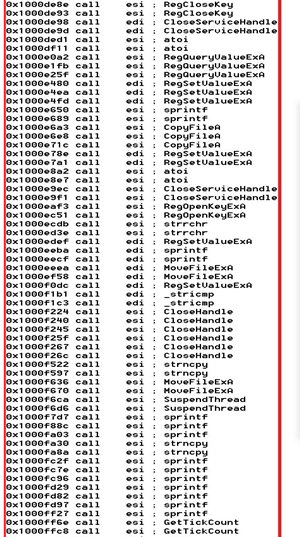 0x1000de8e call esi ; RegCloseKey
0x1000de93 call esi ; RegCloseKey
0x1000de98 call edi ; CloseServiceHandle
0x1000de9d call edi ; CloseServiceHandle
0x1000ded1 call esi ; atoi
0x1000df11 call esi ; atoi
0x1000e0a2 call esi ; RegQueryValueExA
0x1000e1fb call esi ; RegQueryValueExA
0x1000e25f call esi ; RegQueryValueExA
0x1000e480 call edi ; RegSetValueExA
0x1000e4ea call edi ; RegSetValueExA
0x1000e4fd call edi ; RegSetValueExA
0x1000e650 call esi ; sprintf
0x1000e689 call esi ; sprintf
0x1000e6a3 call edi ; CopyFileA
0x1000e6e8 call edi ; CopyFileA
0x1000e71c call edi ; CopyFileA
0x1000e78e call edi ; RegSetValueExA
0x1000e7a1 call edi ; RegSetValueExA
0x1000e8a2 call esi ; atoi
0x1000e8e7 call esi ; atoi
0x1000e9ec call esi ; CloseServiceHandle
0x1000e9f1 call esi ; CloseServiceHandle
0x1000eaf3 call esi ; RegOpenKeyExA
0x1000ec51 call esi ; RegOpenKeyExA
0x1000ecdb call esi ; strrchr
0x1000ed3e call esi ; strrchr
0x1000edef call edi ; RegSetValueExA
0x1000eeba call esi ; sprintf
0x1000eecf call esi ; sprintf
0x1000eeea call edi ; MoveFileExA
0x1000ef58 call edi ; MoveFileExA
0x1000f0dc call edi ; RegSetValueExA
0x1000f1b1 call edi ; _stricmp
0x1000f1c3 call edi ; _stricmp
0x1000f224 call esi ; CloseHandle
0x1000f240 call esi ; CloseHandle
0x1000f245 call esi ; CloseHandle
0x1000f25f call esi ; CloseHandle
0x1000f267 call esi ; CloseHandle
0x1000f26c call esi ; CloseHandle
0x1000f522 call esi ; strncpy
0x1000f597 call esi ; strncpy
0x1000f636 call esi ; MoveFileExA
0x1000f670 call esi ; MoveFileExA
0x1000f6ca call esi ; SuspendThread
0x1000f6d6 call esi ; SuspendThread
0x1000f7d7 call esi ; sprintf
0x1000f88c call esi ; sprintf
0x1000fa03 call esi ; sprintf
0x1000fa30 call esi ; strncpy
0x1000fa8a call esi ; strncpy
0x1000fc2f call esi ; sprintf
0x1000fc7e call esi ; sprintf
0x1000fc96 call esi ; sprintf
0x1000fd29 call esi ; sprintf
0x1000fd82 call esi ; sprintf
0x1000fd97 call esi ; sprintf
0x1000ff27 call esi ; sprintf
0x1000ff6e call esi ; GetTickCount
0x1000ffc8 call esi ; GetTickCount